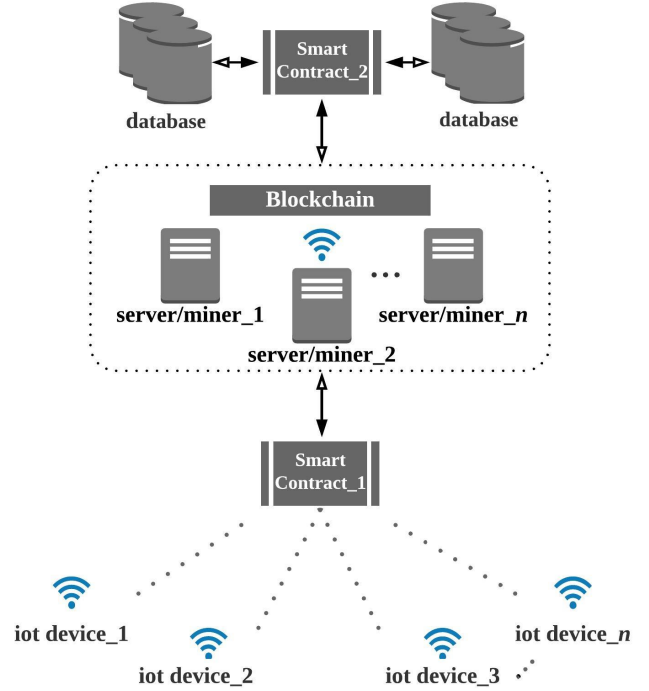 Smart
Contract_2
database
database
Blockchain
server/miner_1
server/miner_n
server/miner_2
Smart
Contract_1
iot device_1
iot device_n
iot device_2
iot device_3